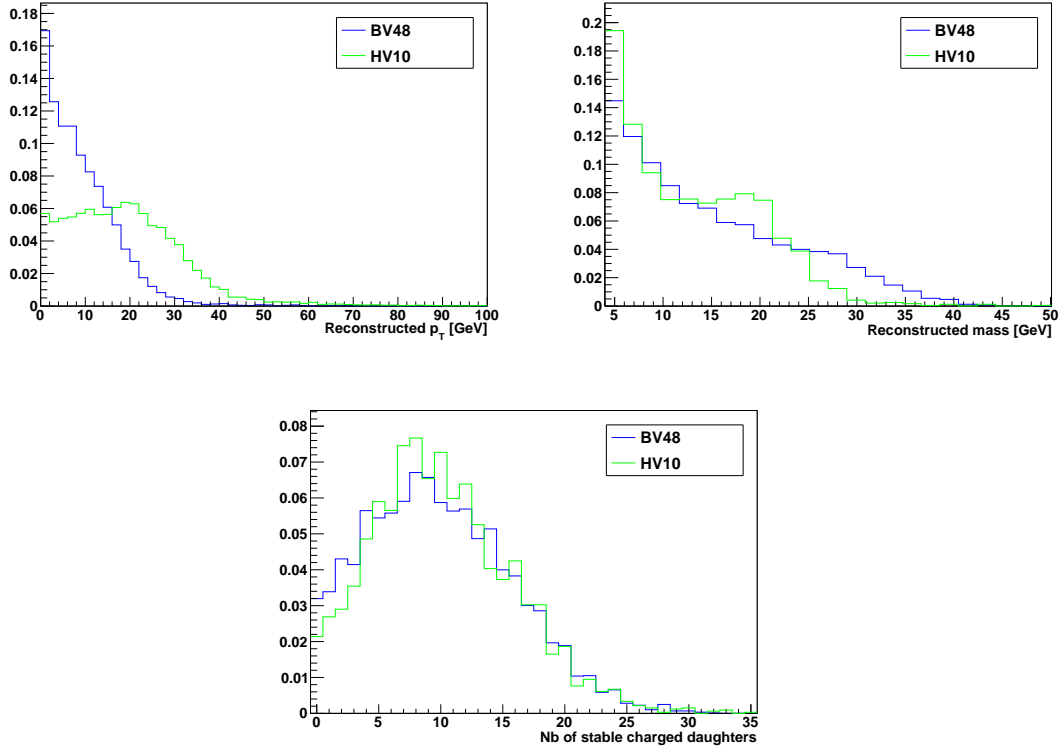 0.18
0.16
0.14
0.12
0.1
0.08
0.06
0.04
0.02
0
BV48
HV10
0 10 20 30 40 50 60 70 80 90 100
Reconstructed p_T [GeV]
0.2
0.18
0.16
0.14
0.12
0.1
0.08
0.06
0.04
0.02
0
BV48
HV10
5 10 15 20 25 30 35 40 45 50
Reconstructed mass [GeV]
0.08
0.07
0.06
0.05
0.04
0.03
0.02
0.01
0
BV48
HV10
0 5 10 15 20 25 30 35
Nb of stable charged daughters